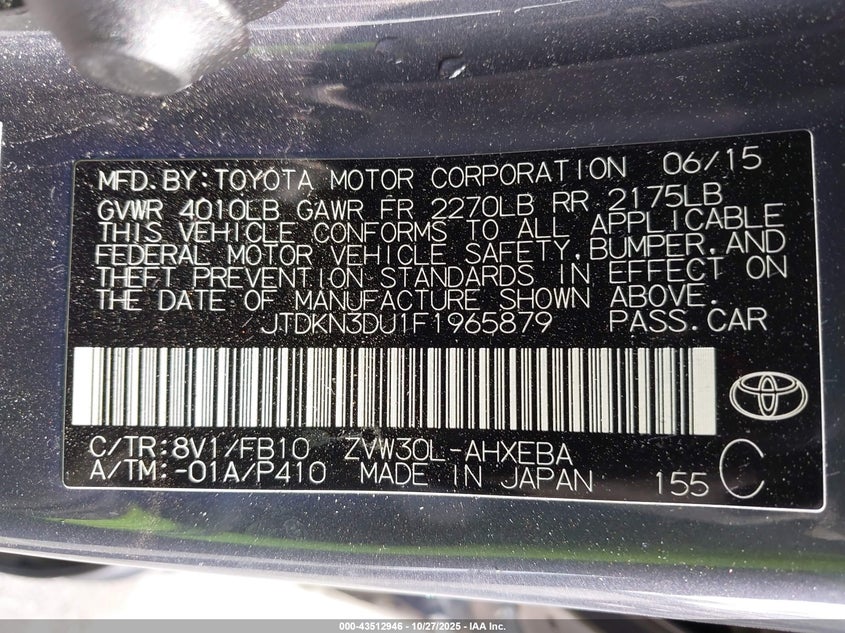 MFD.BY:TOYOTA MOTOR CORPORATION 06/15
GVWR 4010LB GAWR FR 2270LB RR 2175LB
THIS VEHICLE CONFORMS TO ALL APPLICABLE
FEDERAL MOTOR VEHICLE SAFETY,BUMPER,AND
THEFT PREVENTION STANDARDS IN EFFECT ON
THE DATE OF MANUFACTURE SHOWN ABOVE.
JTDKN3DU1F1965879 PASS.CAR
C/TR:8V1/FB10 ZVW30L-AHXEBA
A/TM:-01A/P410 MADE IN JAPAN 155 C
000-43512946 | 10/27/2025 | IAA Inc.